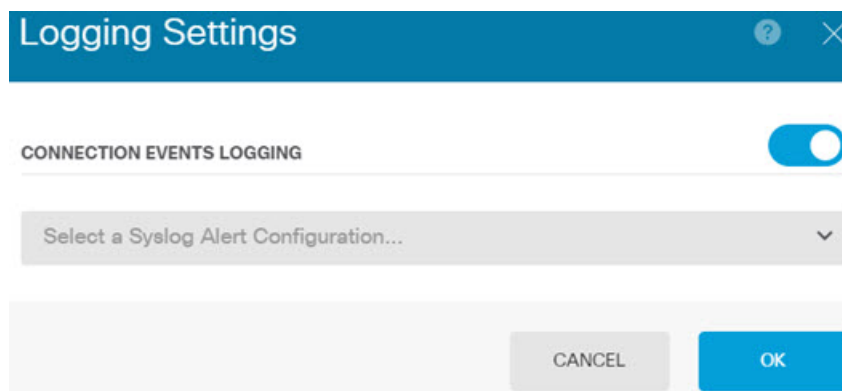 Logging Settings
?
CONNECTION EVENTS LOGGING
Select a Syslog Alert Configuration...
CANCEL
OK